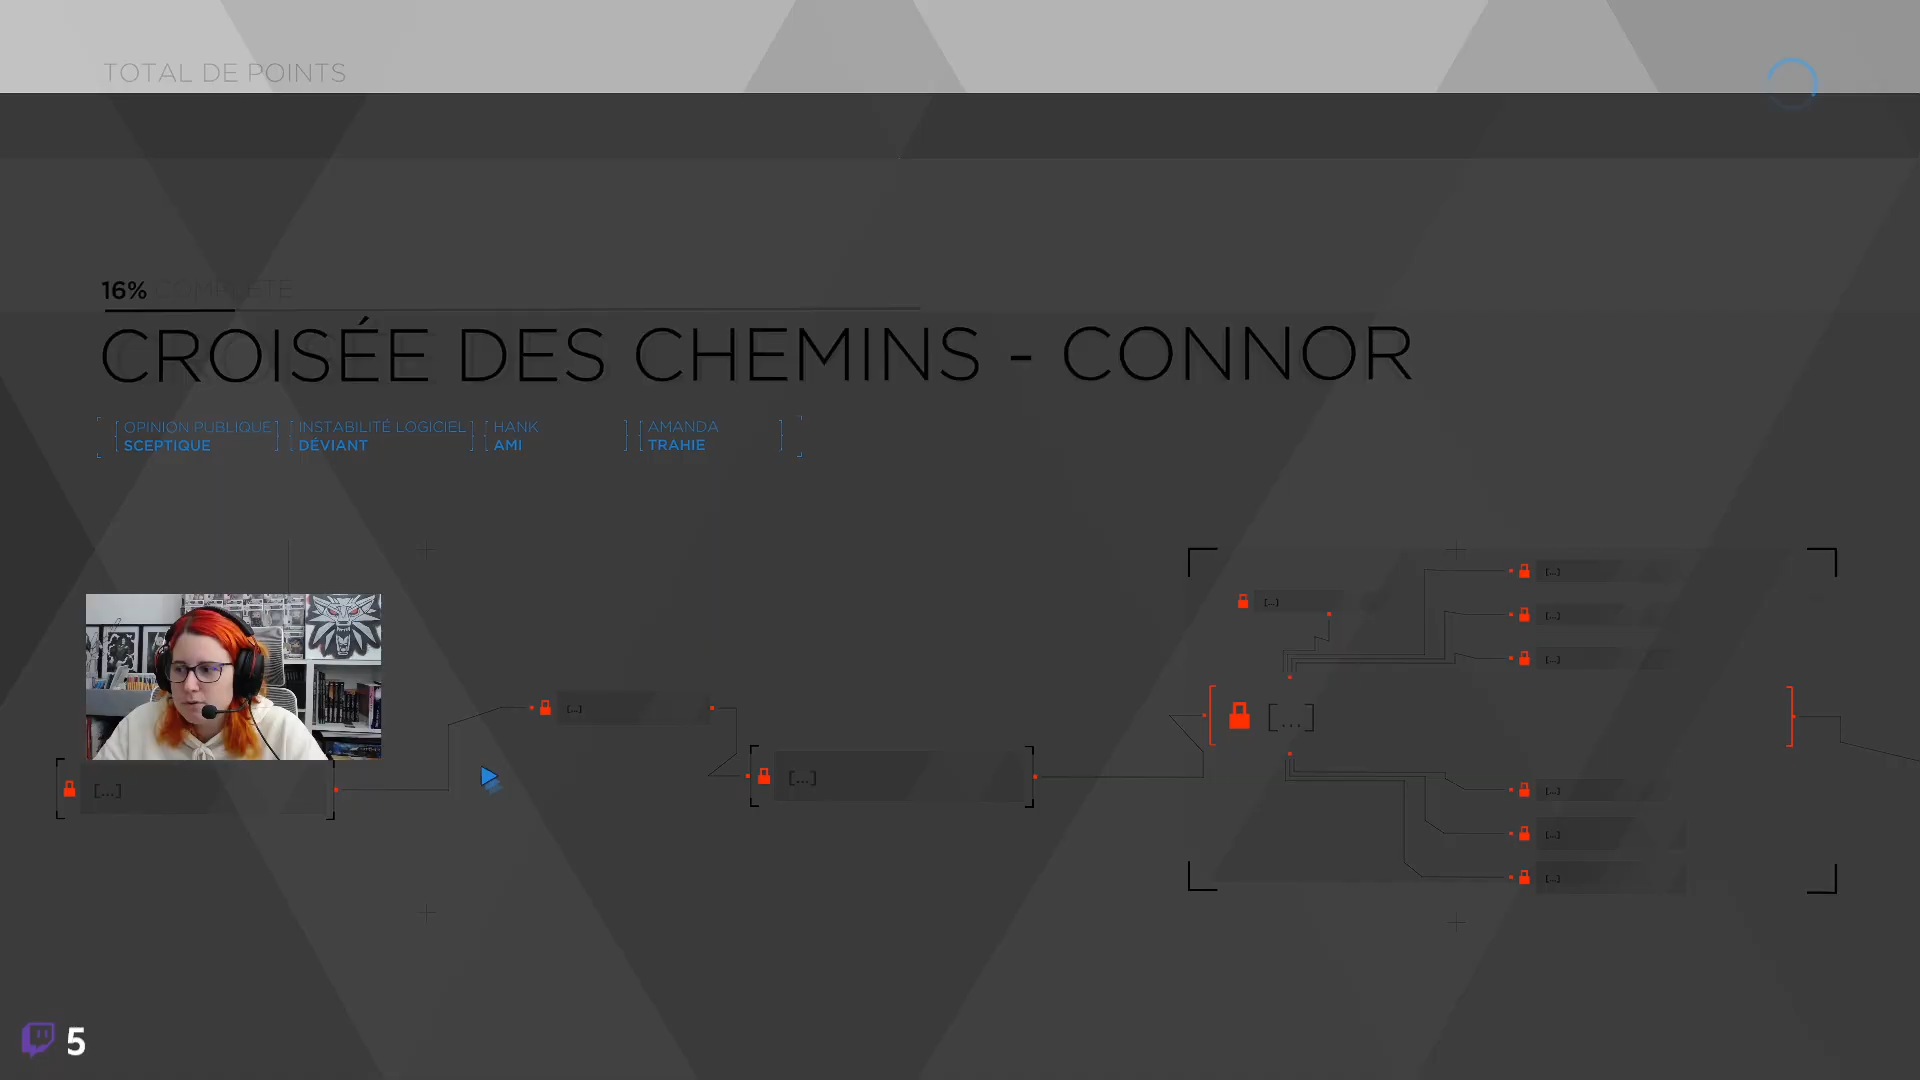 TOTAL DE POINTS
16% COMPLÉTÉ
CROISÉE DES CHEMINS - CONNOR
OPINION PUBLIQUE
SCEPTIQUE
INSTABILITÉ LOGICIEL
DÉVIANT
HANK
AMI
AMANDA
TRAHIE
[...]
[...]
[...]
[...]
[...]
[...]
[...]
[...]
[...]
[...]
[...]
5